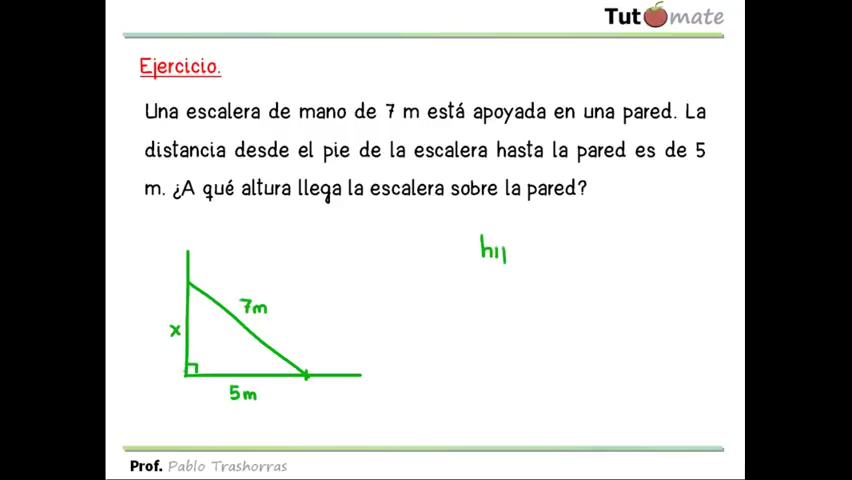 Tut mate
Ejercicio.
Una escalera de mano de 7 m está apoyada en una pared. La
distancia desde el pie de la escalera hasta la pared es de 5
m. ¿A qué altura llega la escalera sobre la pared?
7m
x
5m
Prof. Pablo Trashorras